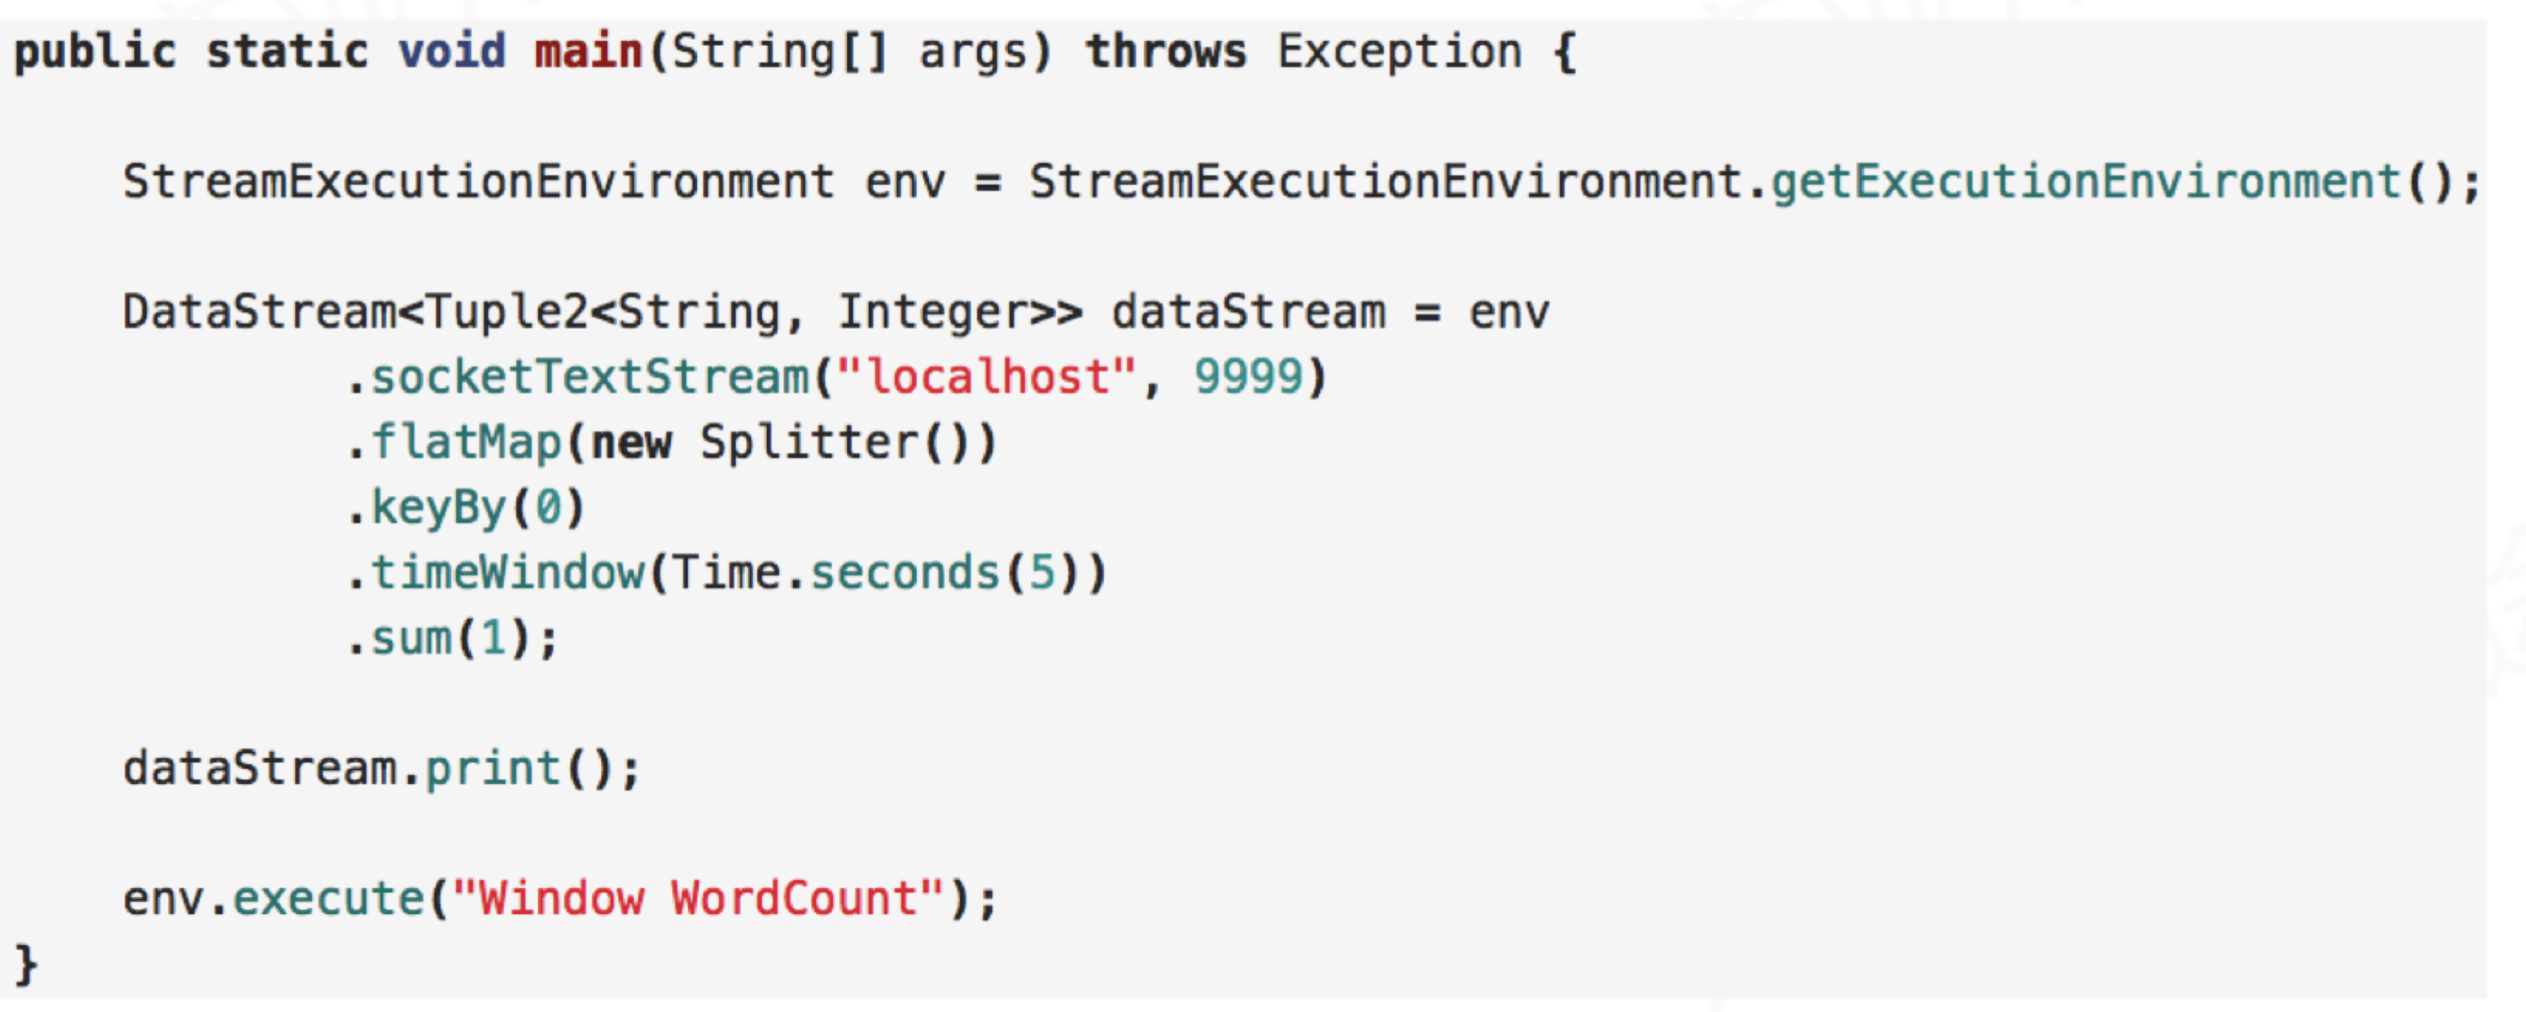 public static void main(String[] args) throws Exception {
StreamExecutionEnvironment env = StreamExecutionEnvironment.getExecutionEnvironment();
DataStream<Tuple2<String, Integer>> dataStream = env
.socketTextStream("localhost", 9999)
.flatMap(new Splitter())
.keyBy(0)
.timeWindow(Time.seconds(5))
.sum(1);
dataStream.print();
env.execute("Window WordCount");
}